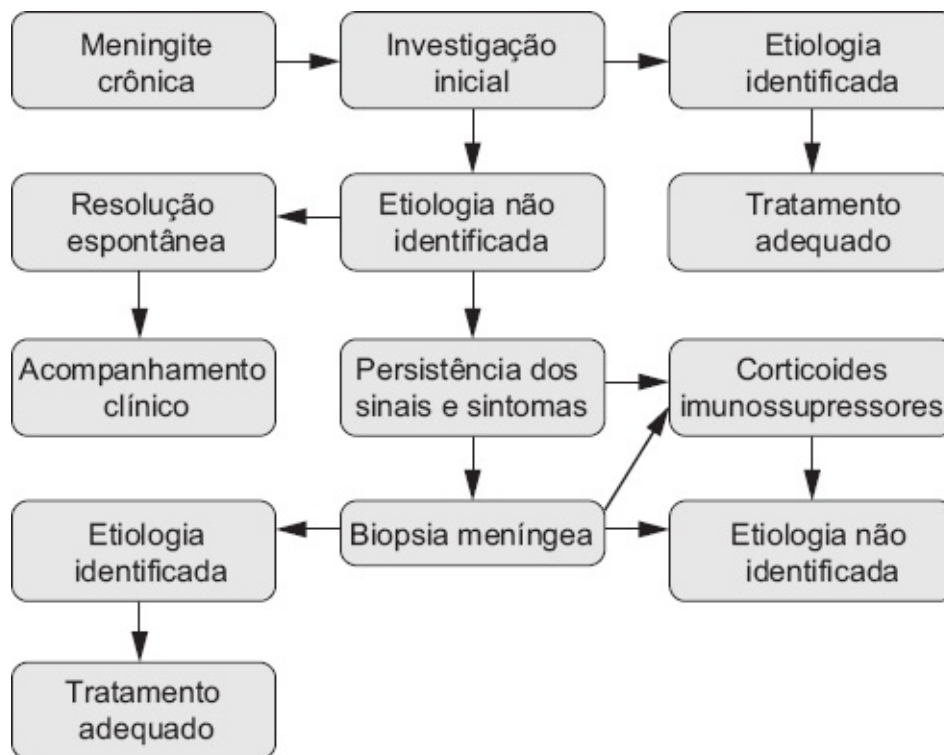 Meningite
crônica
Investigação
inicial
Etiologia
identificada
Resolução
espontânea
Etiologia não
identificada
Tratamento
adequado
Acompanhamento
clínico
Persistência dos
sinais e sintomas
Corticoides
imunossupressores
Etiologia
identificada
Biopsia meníngea
Etiologia não
identificada
Tratamento
adequado